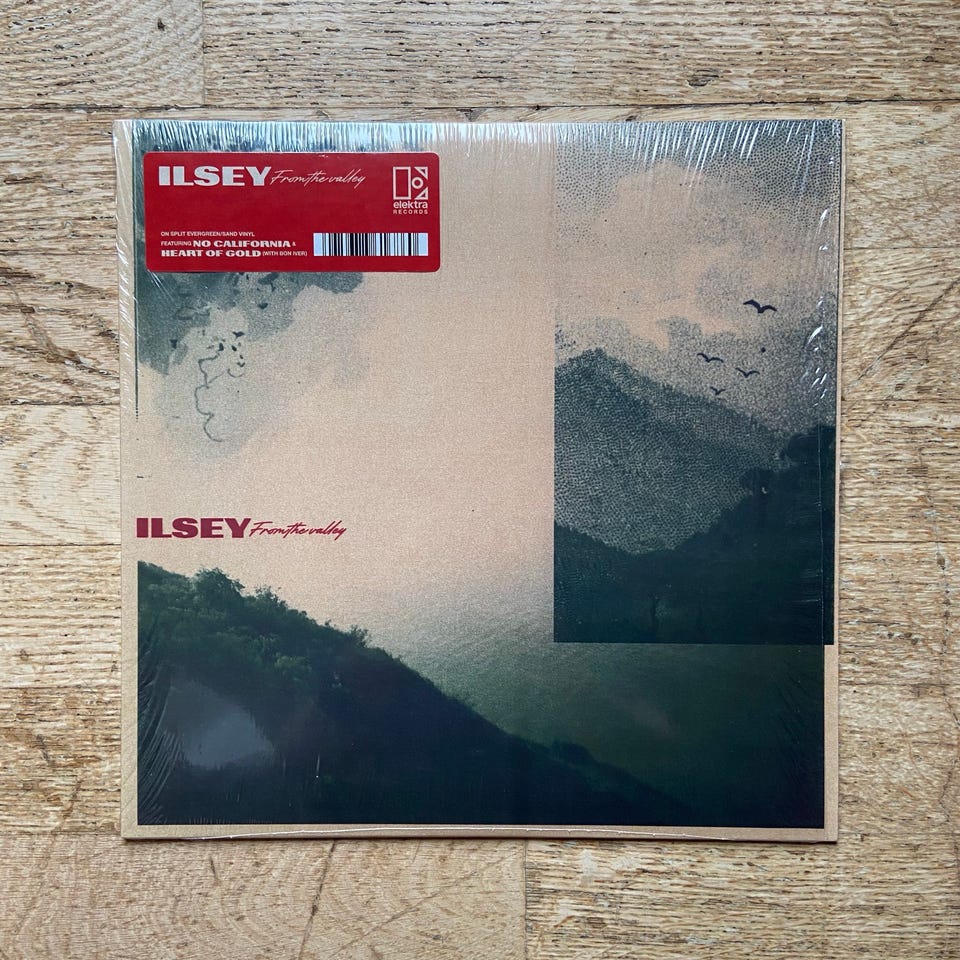 ILSEY From the valley
elektra
RECORDS
ON SPLIT EVERGREEN/SAND VINYL
FEATURING NO CALIFORNIA &
HEART OF GOLD (WITH BON IVER)
ILSEY From the valley